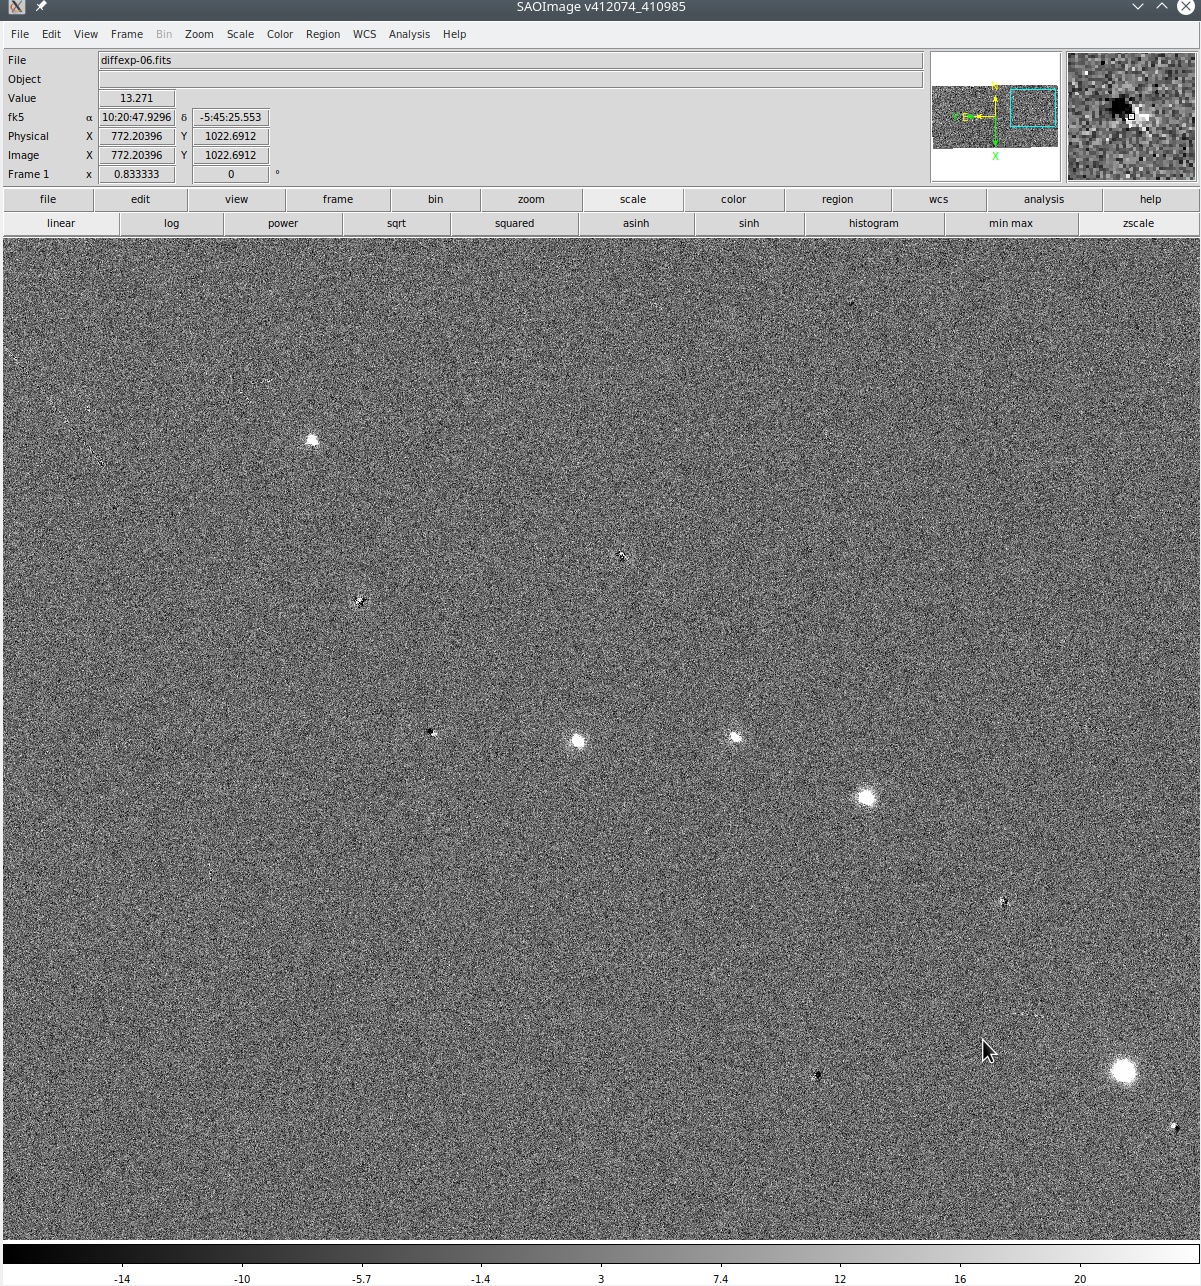 SAOImage v412074_410985
File Edit View Frame Bin Zoom Scale Color Region WCS Analysis Help
File diffexp-06.fits
Object
Value 13.271
fk5 α 10:20:47.9296 δ -5:45:25.553
Physical X 772.20396 Y 1022.6912
Image X 772.20396 Y 1022.6912
Frame 1 x 0.833333 0 °
N
E
X
file edit view frame bin zoom scale color region wcs analysis help
linear log power sqrt squared asinh sinh histogram min max zscale
-14 -10 -5.7 -1.4 3 7.4 12 16 20